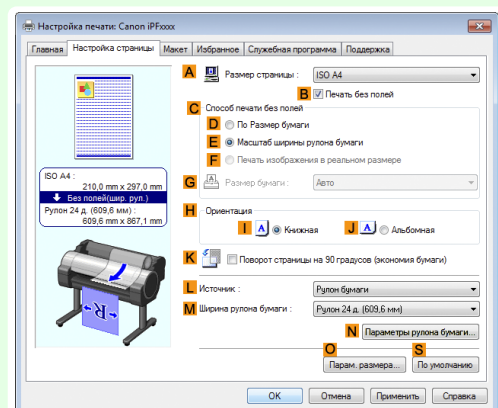 Настройка печати: Canon iPFxxxx
Главная Настройка страницы Макет Избранное Служебная программа Поддержка
A Размер страницы : ISO A4
B Печать без полей
C Способ печати без полей
D По Размер бумаги
E Масштаб ширины рулона бумаги
F Печать изображения в реальном размере
G Размер бумаги : Авто
ISO A4 :
210,0 mm x 297,0 mm
Без полей(шир. рул.)
Рулон 24 д. (609,6 мм) :
609,6 mm x 867,1 mm
H Ориентация
I A Книжная J A Альбомная
K Поворот страницы на 90 градусов (экономия бумаги)
L Источник : Рулон бумаги
M Ширина рулона бумаги : Рулон 24 д. (609,6 мм)
R
N Параметры рулона бумаги...
O S
Парам. размера... По умолчанию
OK Отмена Применить Справка